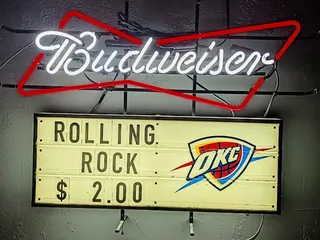 Budweiser
ROLLING
ROCK
$ 2.00
OKC